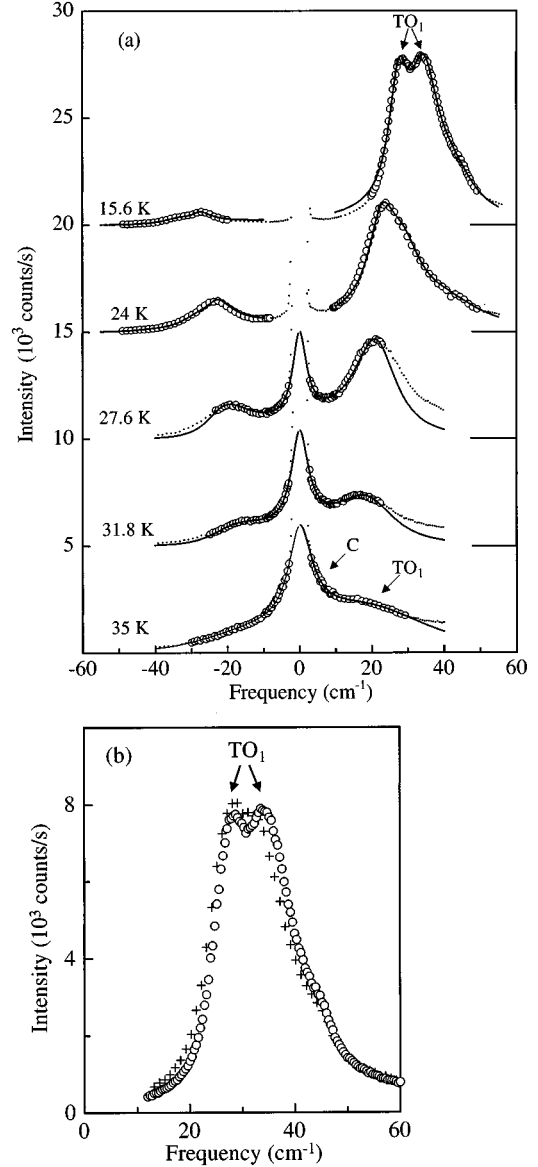 (a)
TO1
30
25
20
15
10
5
Intensity (10³ counts/s)
15.6 K
24 K
27.6 K
31.8 K
35 K
C
TO1
-60 -40 -20 0 20 40 60
Frequency (cm⁻¹)
(b)
TO1
8
4
0
Intensity (10³ counts/s)
0 20 40 60
Frequency (cm⁻¹)